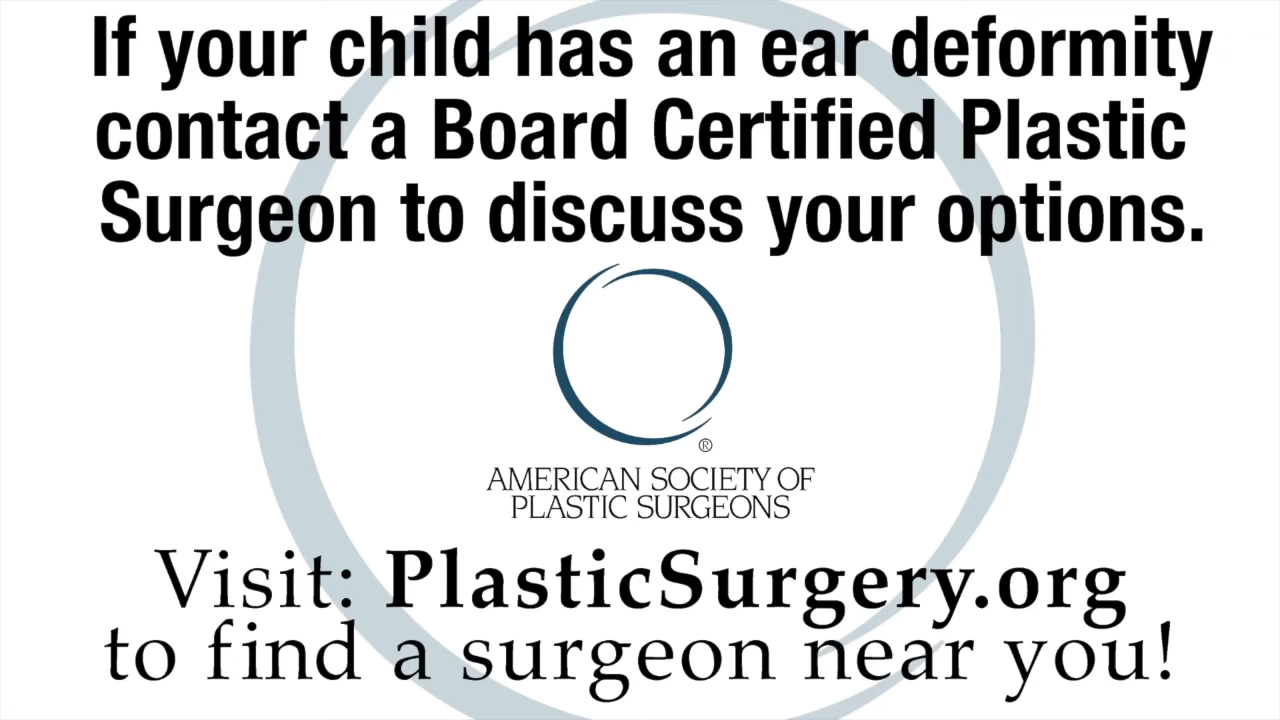 If your child has an ear deformity
contact a Board Certified Plastic
Surgeon to discuss your options.
®
AMERICAN SOCIETY OF
PLASTIC SURGEONS
Visit: PlasticSurgery.org
to find a surgeon near you!